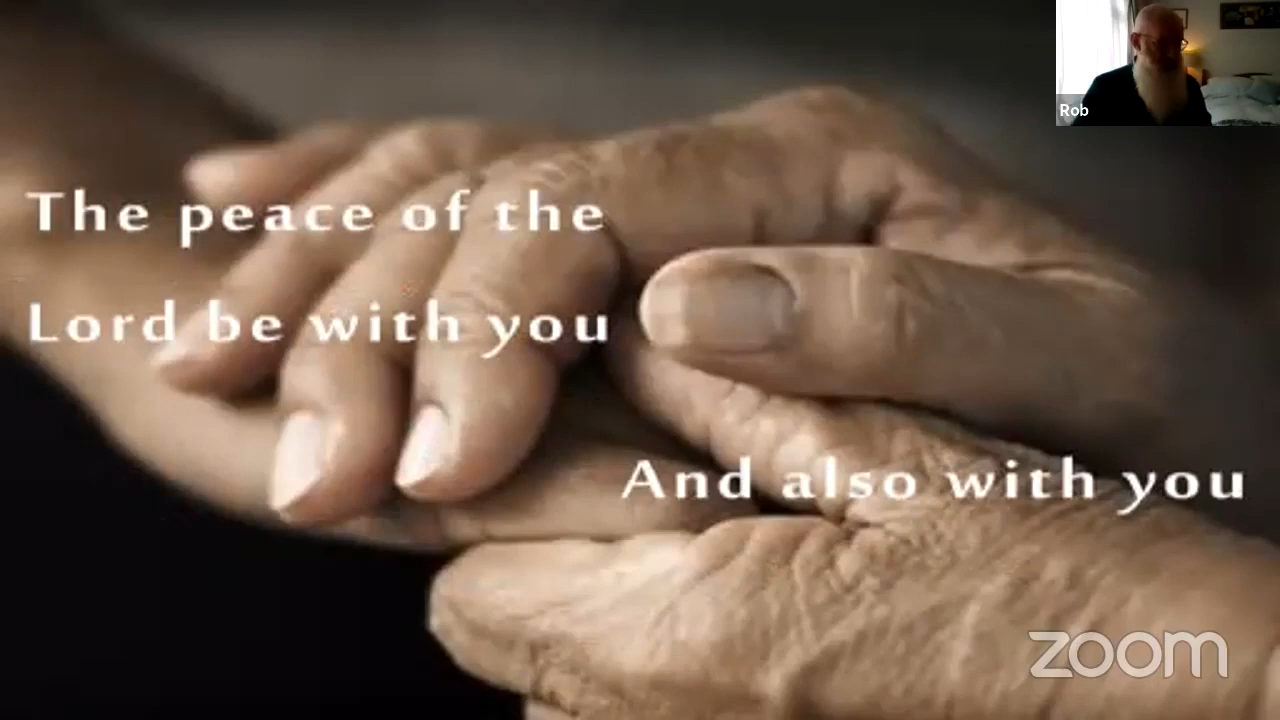 Rob
The peace of the
Lord be with you
And also with you
zoom